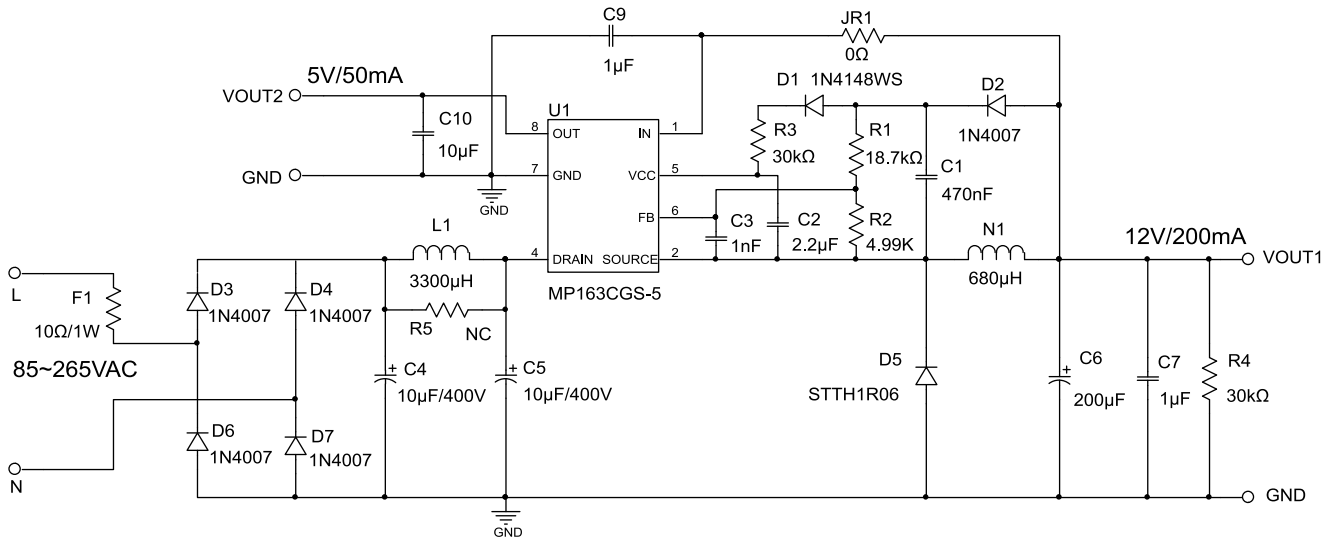 C9
1µF
JR1
0Ω
5V/50mA
VOUT2
C10
10µF
GND
GND
U1
8
OUT
IN
1
7
GND
VCC
5
FB
6
4
DRAIN
SOURCE
2
MP163CGS-5
D1
1N4148WS
D2
1N4007
R3
30kΩ
R1
18.7kΩ
C1
470nF
C3
1nF
C2
2.2µF
R2
4.99K
N1
680µH
12V/200mA
VOUT1
L1
3300µH
L
F1
10Ω/1W
D3
1N4007
D4
1N4007
R5
NC
85~265VAC
C4
10µF/400V
C5
10µF/400V
D5
STTH1R06
C6
200µF
C7
1µF
R4
30kΩ
D6
1N4007
D7
1N4007
N
GND
GND
+
+
+